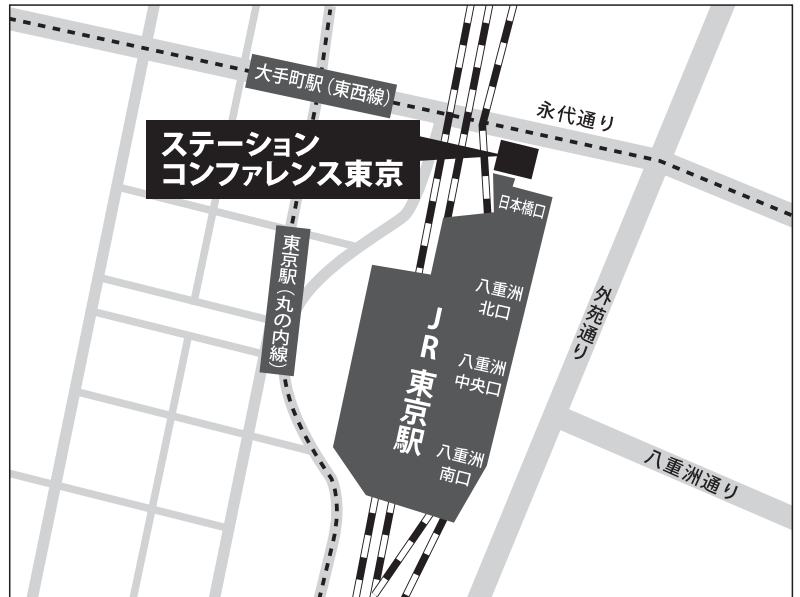 大手町駅（東西線）
永代通り
ステーション
コンファレンス東京
日本橋口
東京駅（丸の内線）
八重洲
北口
外苑通り
JR 東京駅
八重洲
中央口
八重洲
南口
八重洲通り